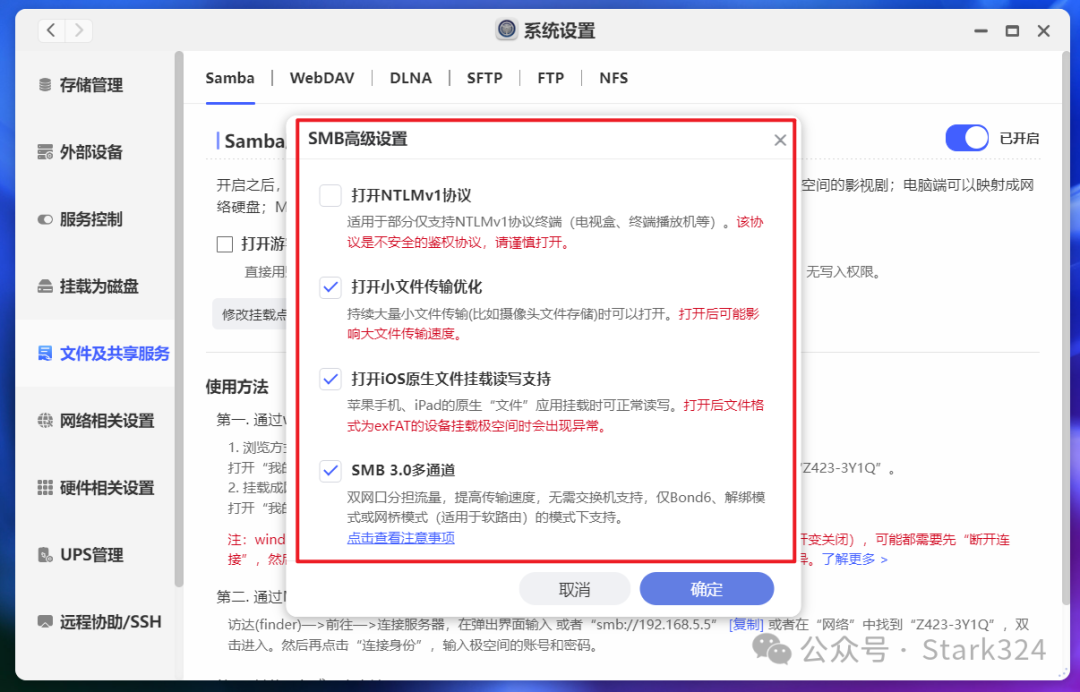 系统设置
存储管理
外部设备
服务控制
挂载为磁盘
文件及共享服务
网络相关设置
硬件相关设置
UPS管理
远程协助/SSH
Samba | WebDAV | DLNA | SFTP | FTP | NFS
Samba
已开启
开启之后，
空间的影视剧；电脑端可以映射成网
络硬盘；M
打开游
直接用
无写入权限。
修改挂载点
使用方法
第一. 通过w
1. 浏览方式
打开“我的
“Z423-3Y1Q”。
2. 挂载成网
打开“我的
注：wind
变关闭），可能都需要先“断开连
接”，然后
了解更多 >
第二. 通过
访达(finder)—>前往—>连接服务器，在弹出界面输入 或者“smb://192.168.5.5” [复制] 或者在“网络”中找到“Z423-3Y1Q”，双
击进入。然后再点击“连接身份”，输入极空间的账号和密码。
SMB高级设置
打开NTLMv1协议
适用于部分仅支持NTLMv1协议终端（电视盒、终端播放机等）。该协
议是不安全的鉴权协议，请谨慎打开。
打开小文件传输优化
持续大量小文件传输(比如摄像头文件存储)时可以打开。打开后可能影
响大文件传输速度。
打开iOS原生文件挂载读写支持
苹果手机、iPad的原生“文件”应用挂载时可正常读写。打开后文件格
式为exFAT的设备挂载极空间时会出现异常。
SMB 3.0多通道
双网口分担流量，提高传输速度，无需交换机支持，仅Bond6、解绑模
式或网桥模式（适用于软路由）的模式下支持。
点击查看注意事项
取消
确定
公众号 · Stark324